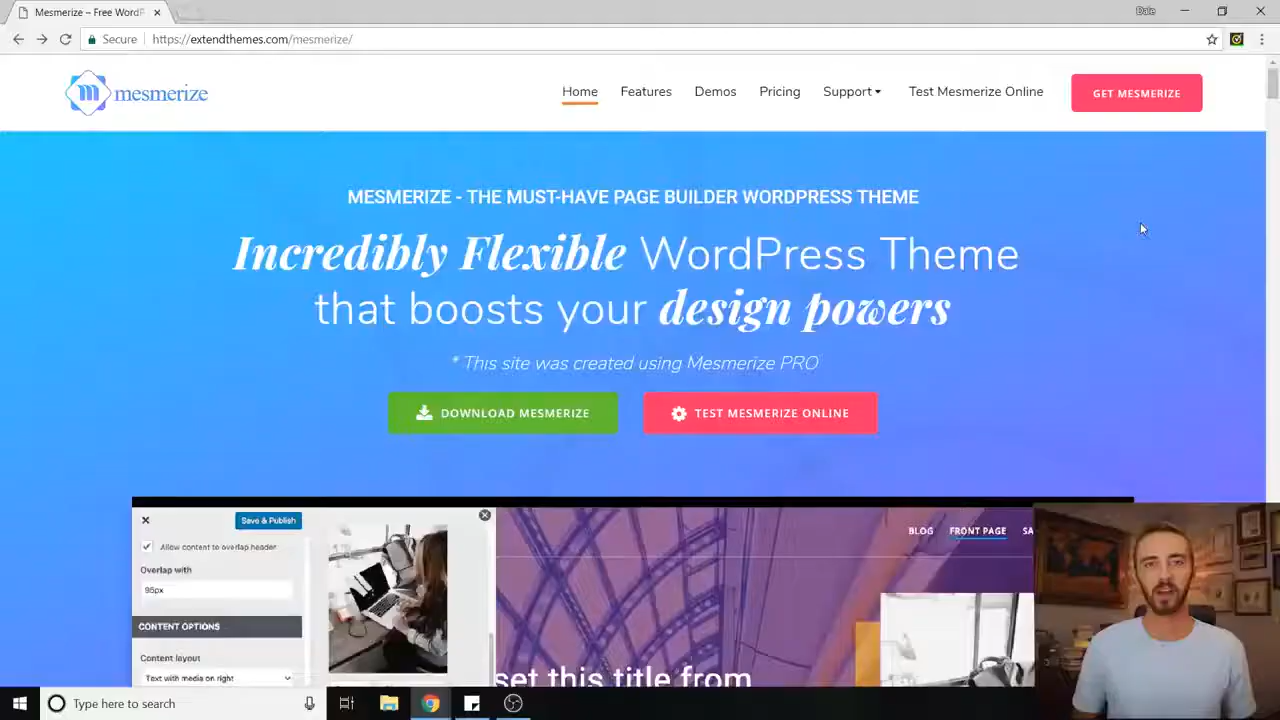 Mesmerize – Free WordP
Dale
Secure
https://extendthemes.com/mesmerize/
m mesmerize
Home
Features
Demos
Pricing
Support
Test Mesmerize Online
GET MESMERIZE
MESMERIZE - THE MUST-HAVE PAGE BUILDER WORDPRESS THEME
Incredibly Flexible WordPress Theme
that boosts your design powers
* This site was created using Mesmerize PRO
DOWNLOAD MESMERIZE
TEST MESMERIZE ONLINE
Save & Publish
Allow content to overlap header
Overlap with
95px
CONTENT OPTIONS
Content layout
Text with media on right
BLOG
FRONT PAGE
SA
set this title from
Type here to search